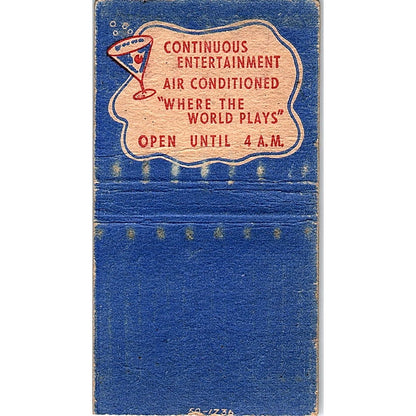 CONTINUOUS
ENTERTAINMENT
AIR CONDITIONED
"WHERE THE
WORLD PLAYS"
OPEN UNTIL 4 A.M.